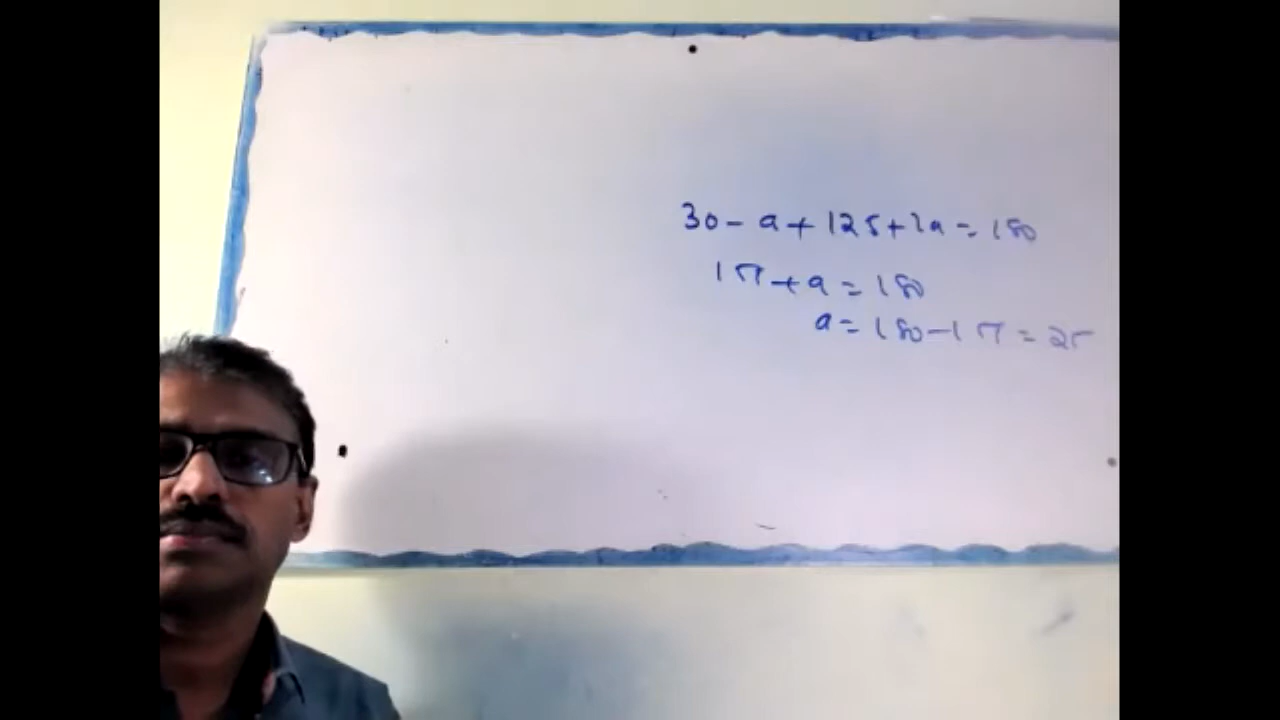 30 - a + 125 + 2a = 180
155 + a = 180
a = 180 - 155 = 25